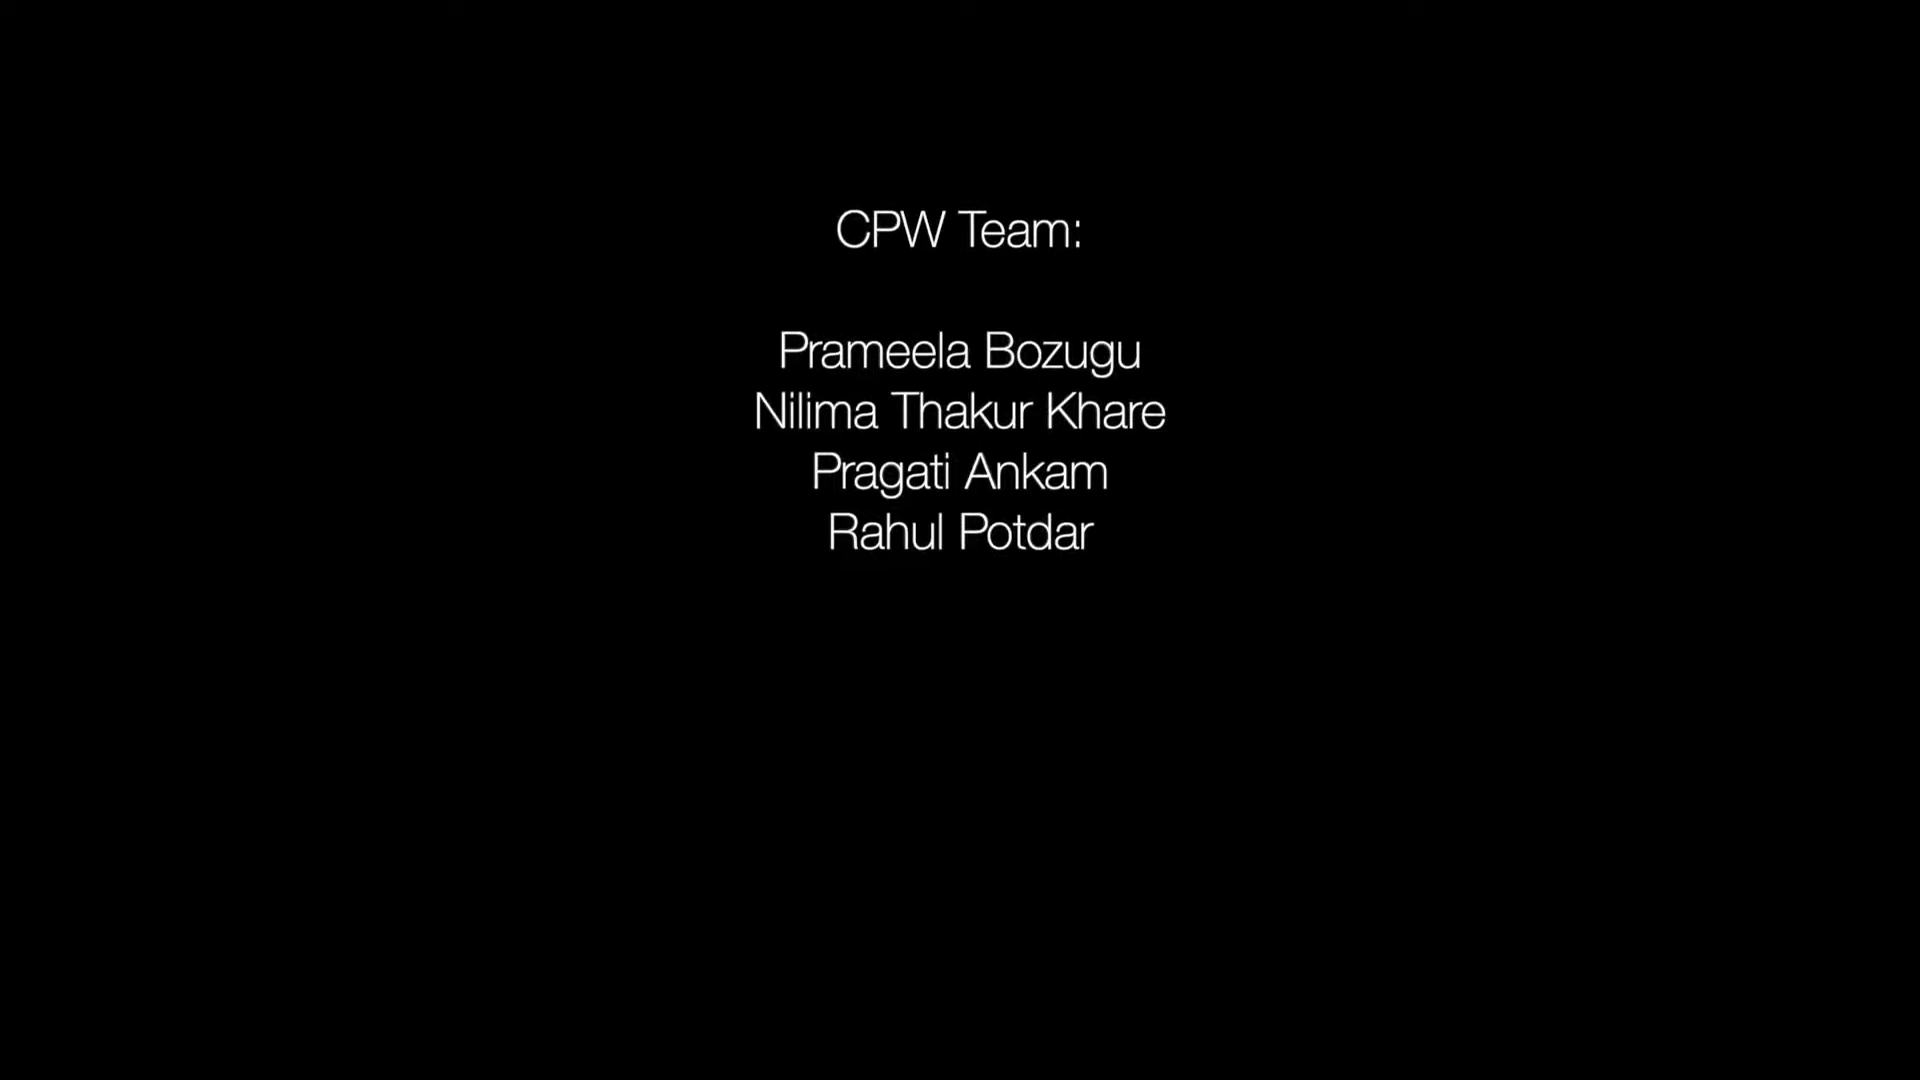 CPW Team:
Prameela Bozugu
Nilima Thakur Khare
Pragati Ankam
Rahul Potdar